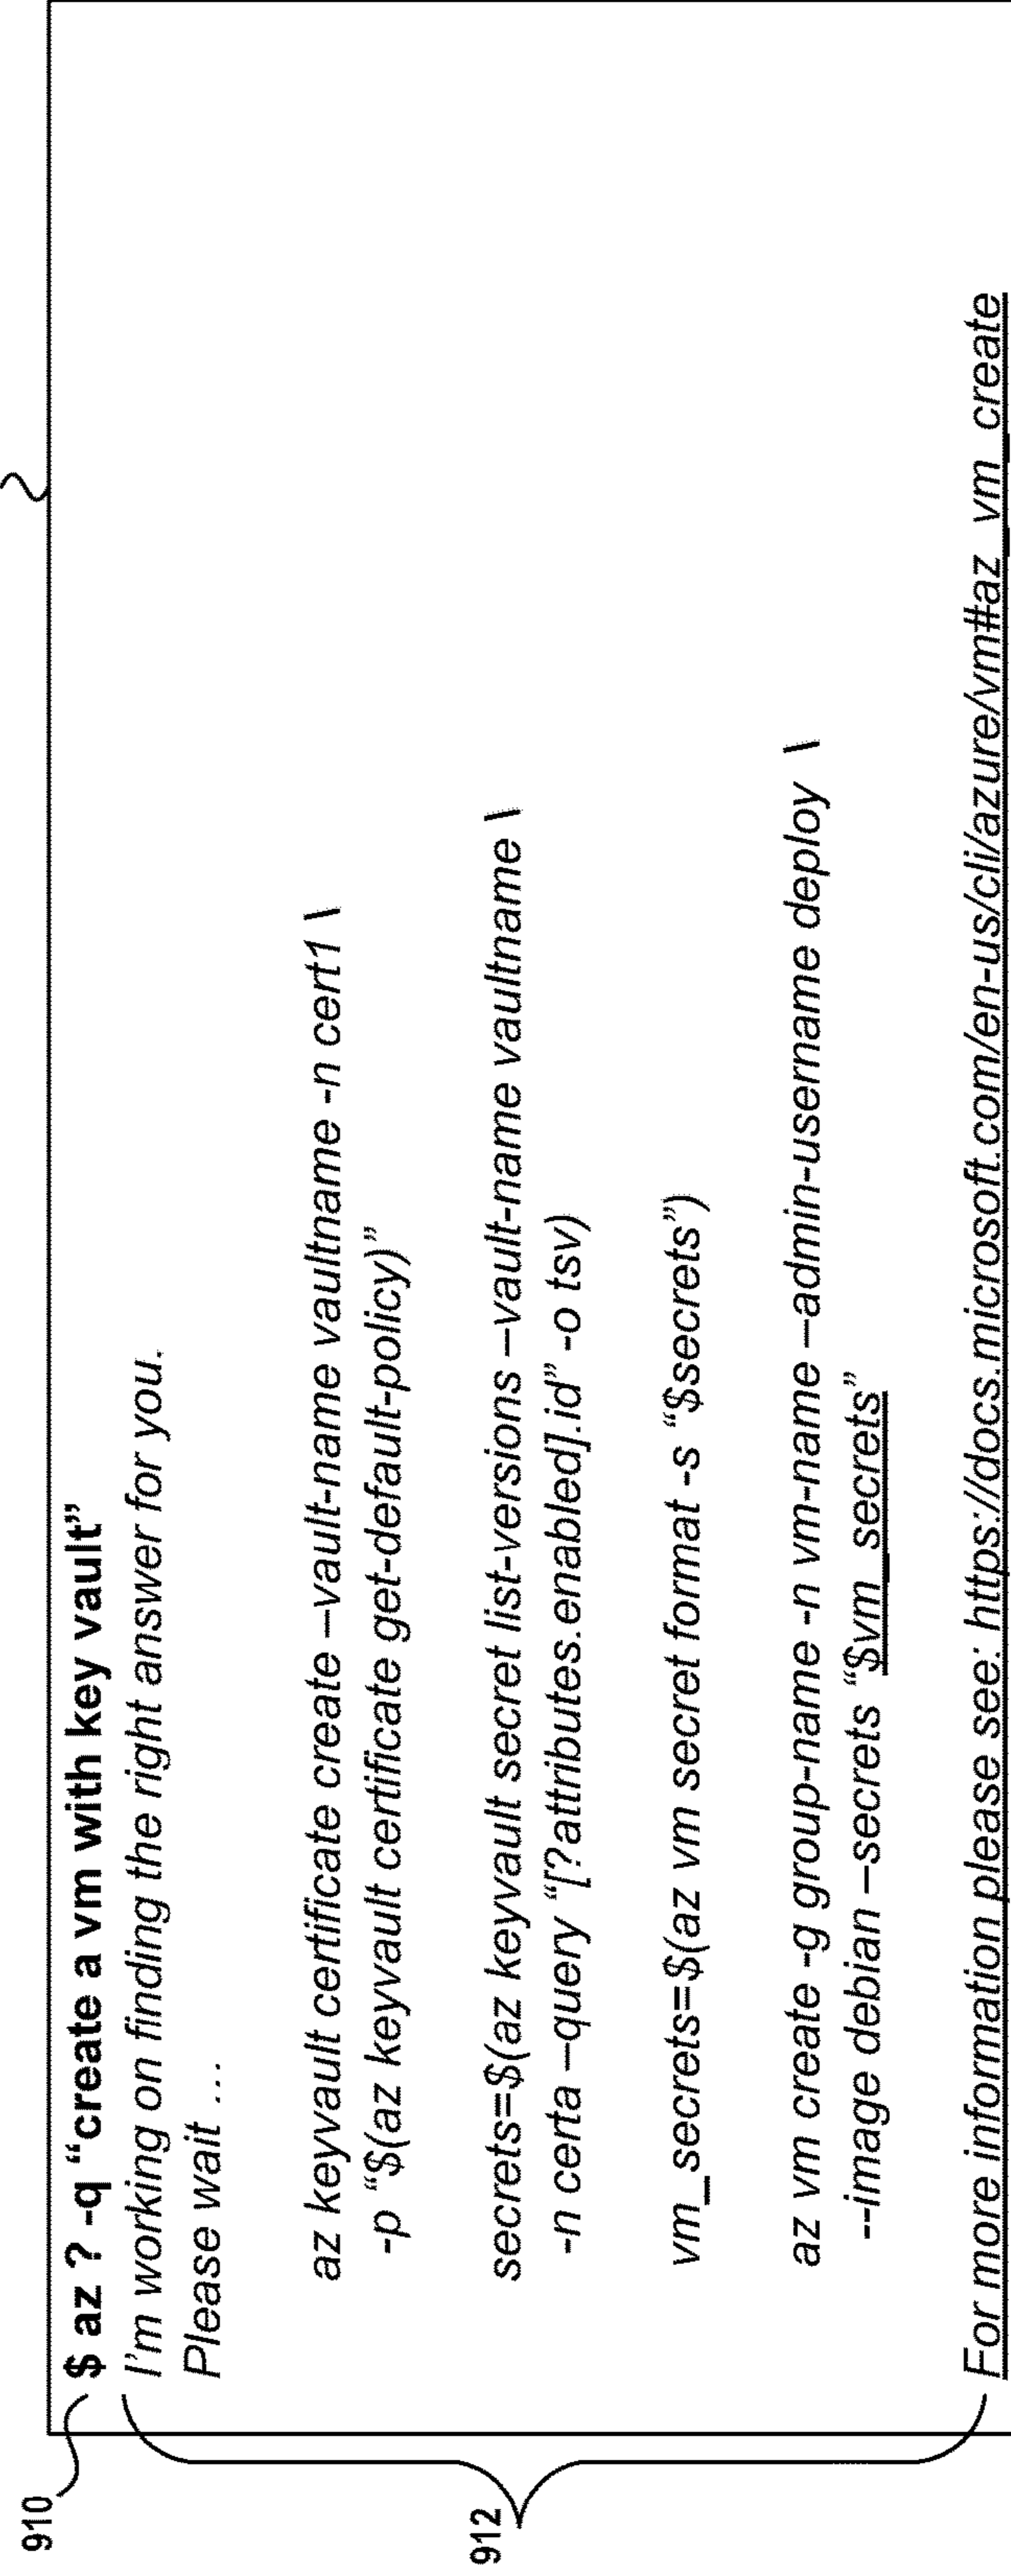 910
$ az ? -q “create a vm with key vault”
I'm working on finding the right answer for you.
Please wait ...
az keyvault certificate create –vault-name vaultname -n cert1 \
-p “$(az keyvault certificate get-default-policy)”
secrets=$(az keyvault secret list-versions –vault-name vaultname \
-n certa –query “[?attributes.enabled].id” -o tsv)
vm_secrets=$(az vm secret format -s “$secrets”)
az vm create -g group-name -n vm-name –admin-username deploy \
--image debian –secrets “$vm_secrets”
912
For more information please see: https://docs.microsoft.com/en-us/cli/azure/vm#az_vm_create